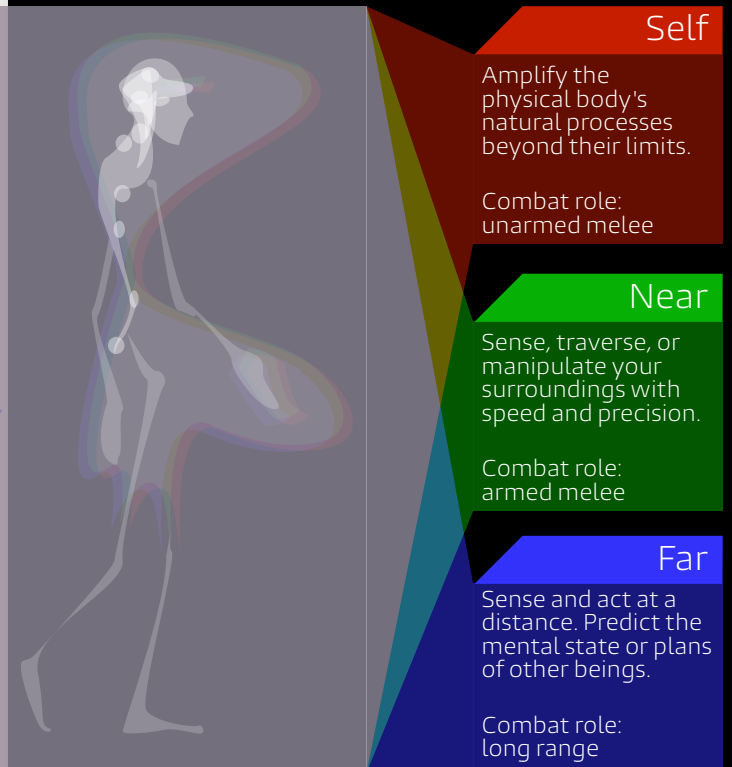 Self
Amplify the
physical body's
natural processes
beyond their limits.
Combat role:
unarmed melee
Near
Sense, traverse, or
manipulate your
surroundings with
speed and precision.
Combat role:
armed melee
Far
Sense and act at a
distance. Predict the
mental state or plans
of other beings.
Combat role:
long range